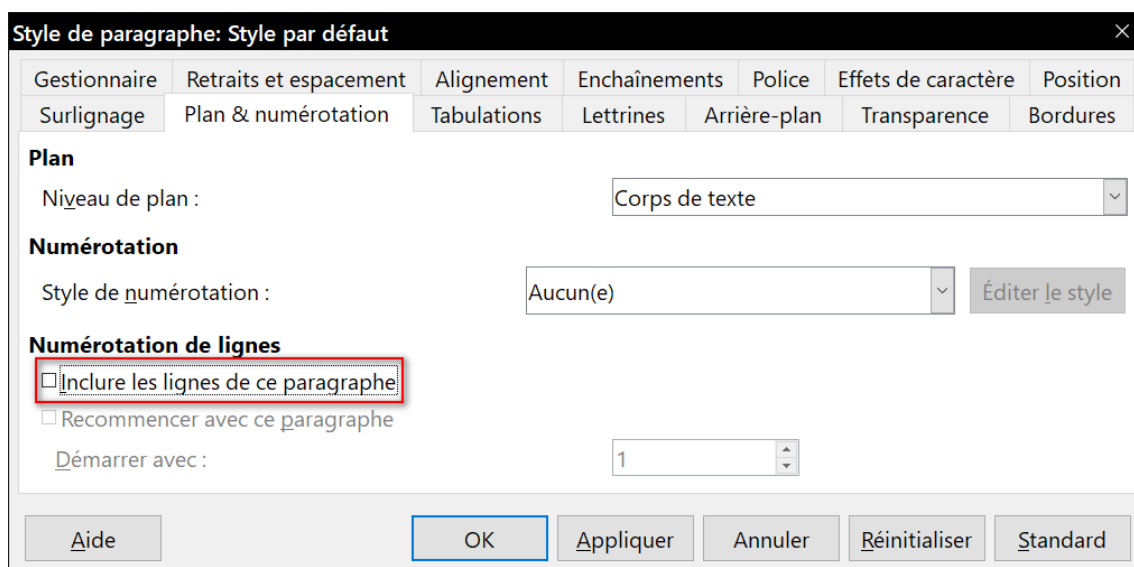 Style de paragraphe: Style par défaut
Gestionnaire Retraits et espacement Alignement Enchaînements Police Effets de caractère Position
Surlignage Plan & numérotation Tabulations Lettrines Arrière-plan Transparence Bordures
Plan
Niveau de plan : Corps de texte
Numérotation
Style de numérotation : Aucun(e) Éditer le style
Numérotation de lignes
Inclure les lignes de ce paragraphe
Recommencer avec ce paragraphe
Démarrer avec : 1
Aide OK Appliquer Annuler Réinitialiser Standard